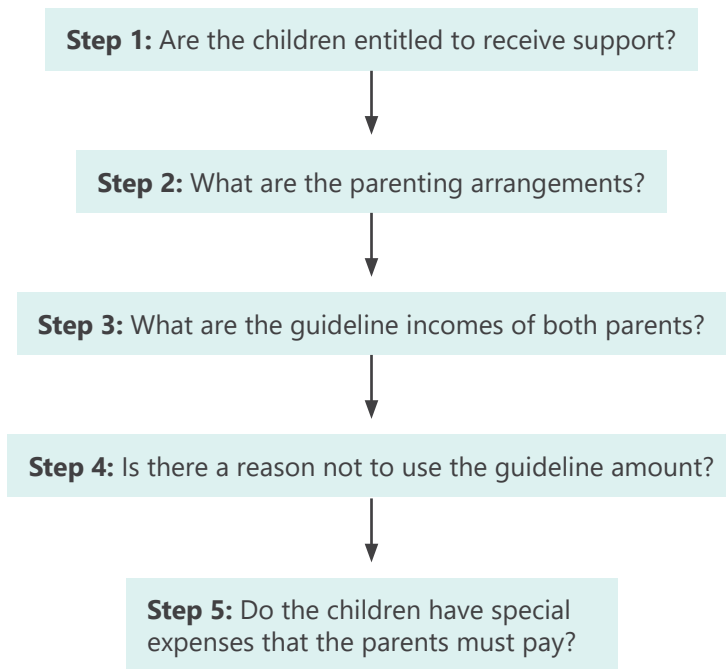 Step 1: Are the children entitled to receive support?
Step 2: What are the parenting arrangements?
Step 3: What are the guideline incomes of both parents?
Step 4: Is there a reason not to use the guideline amount?
Step 5: Do the children have special
expenses that the parents must pay?